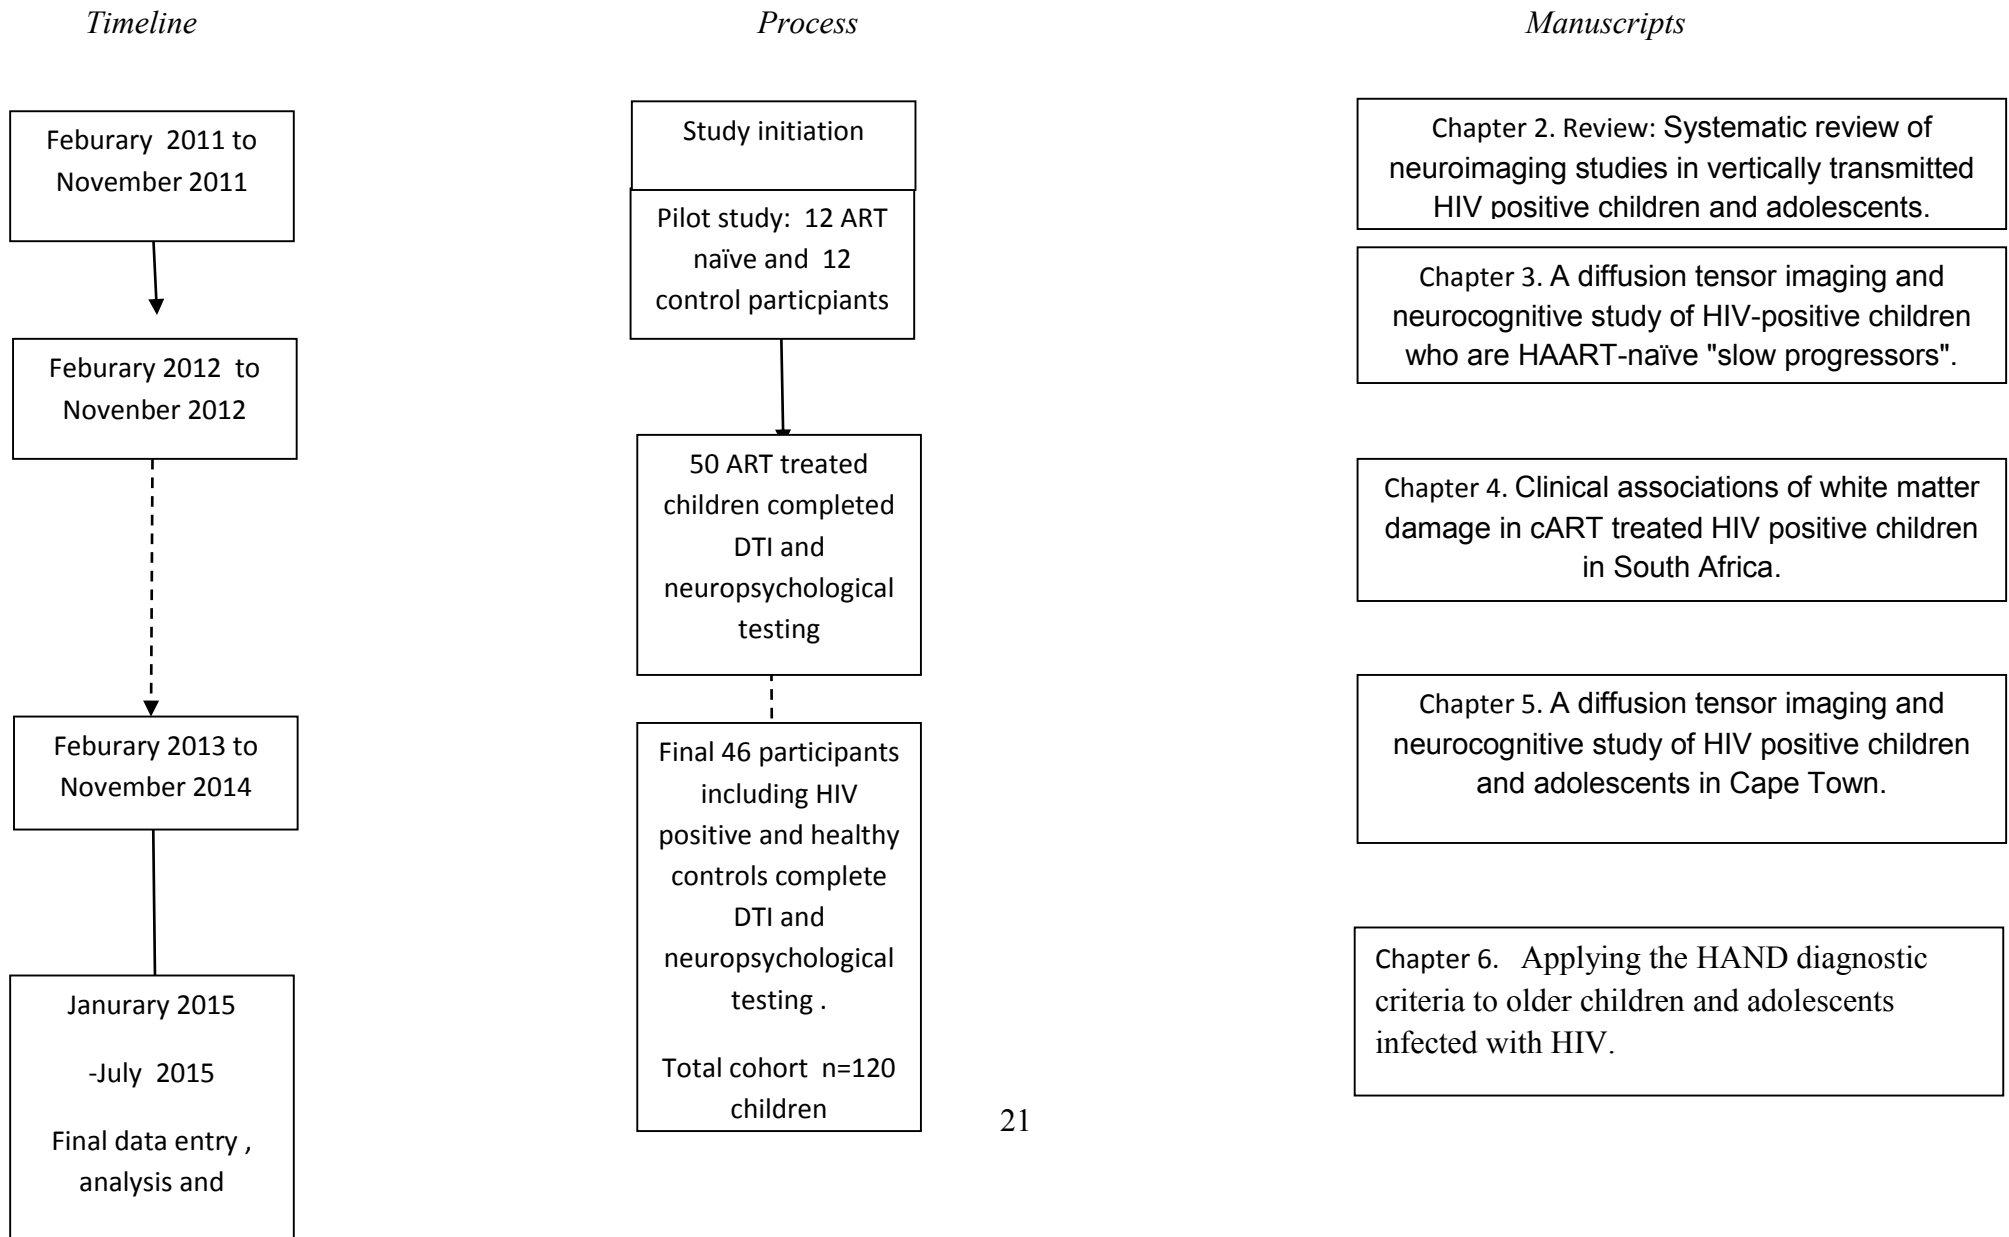 Timeline
Process
Manuscripts
Feburary 2011 to
November 2011
Feburary 2012 to
Novenber 2012
Feburary 2013 to
November 2014
Janurary 2015
-July 2015
Final data entry ,
analysis and
Study initiation
Pilot study: 12 ART
naïve and 12
control particpiants
50 ART treated
children completed
DTI and
neuropsychological
testing
Final 46 participants
including HIV
positive and healthy
controls complete
DTI and
neuropsychological
testing .
Total cohort n=120
children
Chapter 2. Review: Systematic review of
neuroimaging studies in vertically transmitted
HIV positive children and adolescents.
Chapter 3. A diffusion tensor imaging and
neurocognitive study of HIV-positive children
who are HAART-naïve "slow progressors".
Chapter 4. Clinical associations of white matter
damage in cART treated HIV positive children
in South Africa.
Chapter 5. A diffusion tensor imaging and
neurocognitive study of HIV positive children
and adolescents in Cape Town.
Chapter 6. Applying the HAND diagnostic
criteria to older children and adolescents
infected with HIV.
21